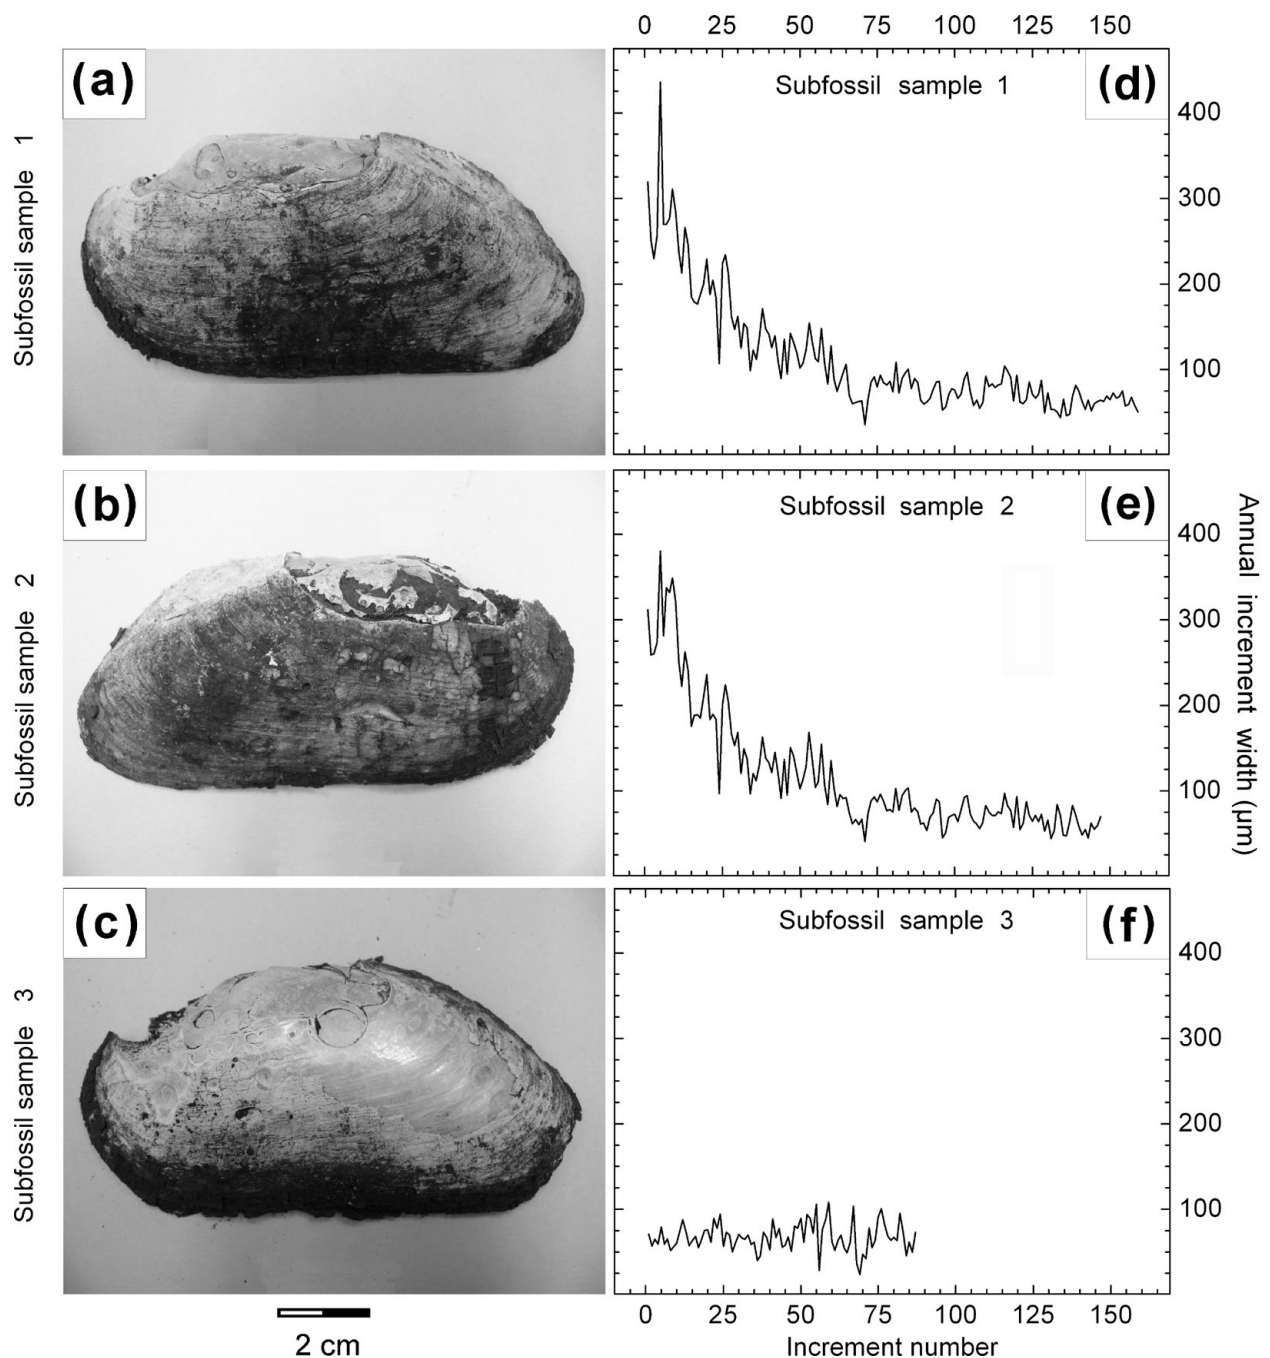 0 25 50 75 100 125 150
(a)
Subfossil sample 1
Subfossil sample 1
(d)
400
300
200
100
(b)
Subfossil sample 2
Subfossil sample 2
(e)
400
300
200
100
Annual increment width (µm)
(c)
Subfossil sample 3
Subfossil sample 3
(f)
400
300
200
100
0 25 50 75 100 125 150
2 cm
Increment number